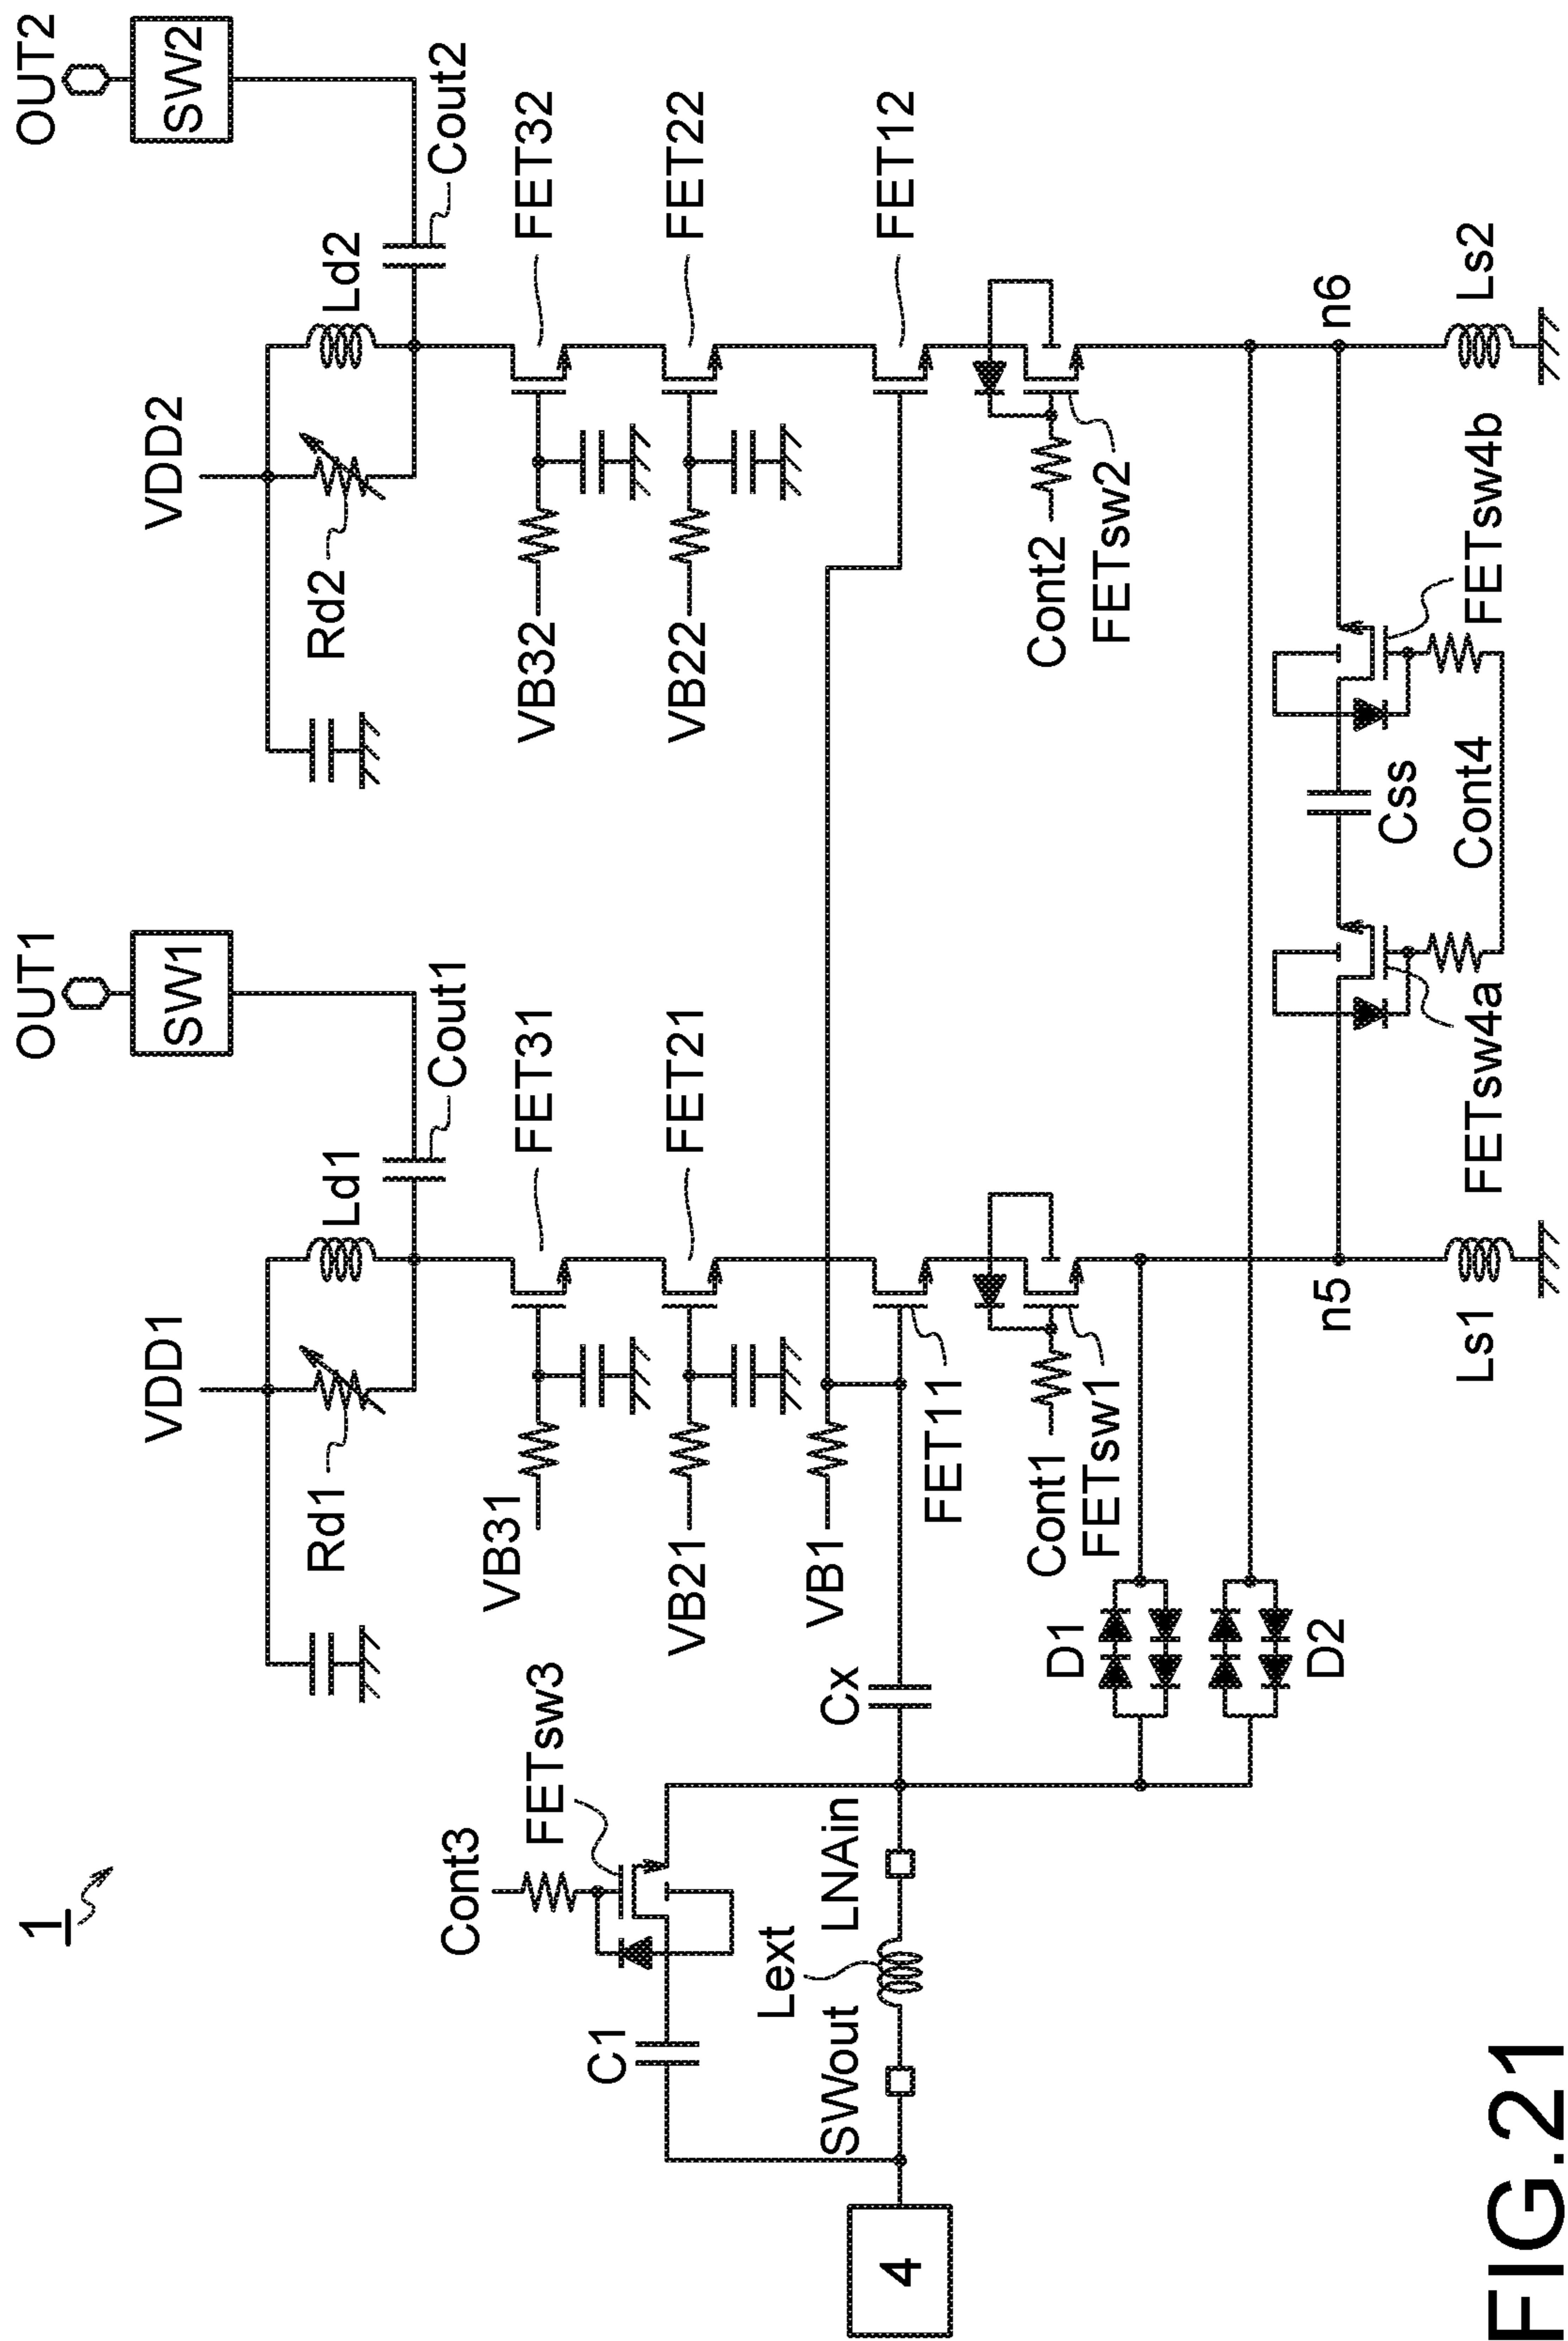 1
OUT1
OUT2
SW1
SW2
VDD1
VDD2
Rd1
Ld1
Rd2
Ld2
Cout1
Cout2
VB31
FET31
VB32
FET32
Cont3
FETsw3
VB21
FET21
VB22
FET22
C1
Lext
SWout
LNAin
Cx
VB1
FET11
FET12
4
Cont1
FETsw1
Cont2
FETsw2
D1
D2
n5
n6
Css
Cont4
FETsw4a
FETsw4b
Ls1
Ls2
FIG.21